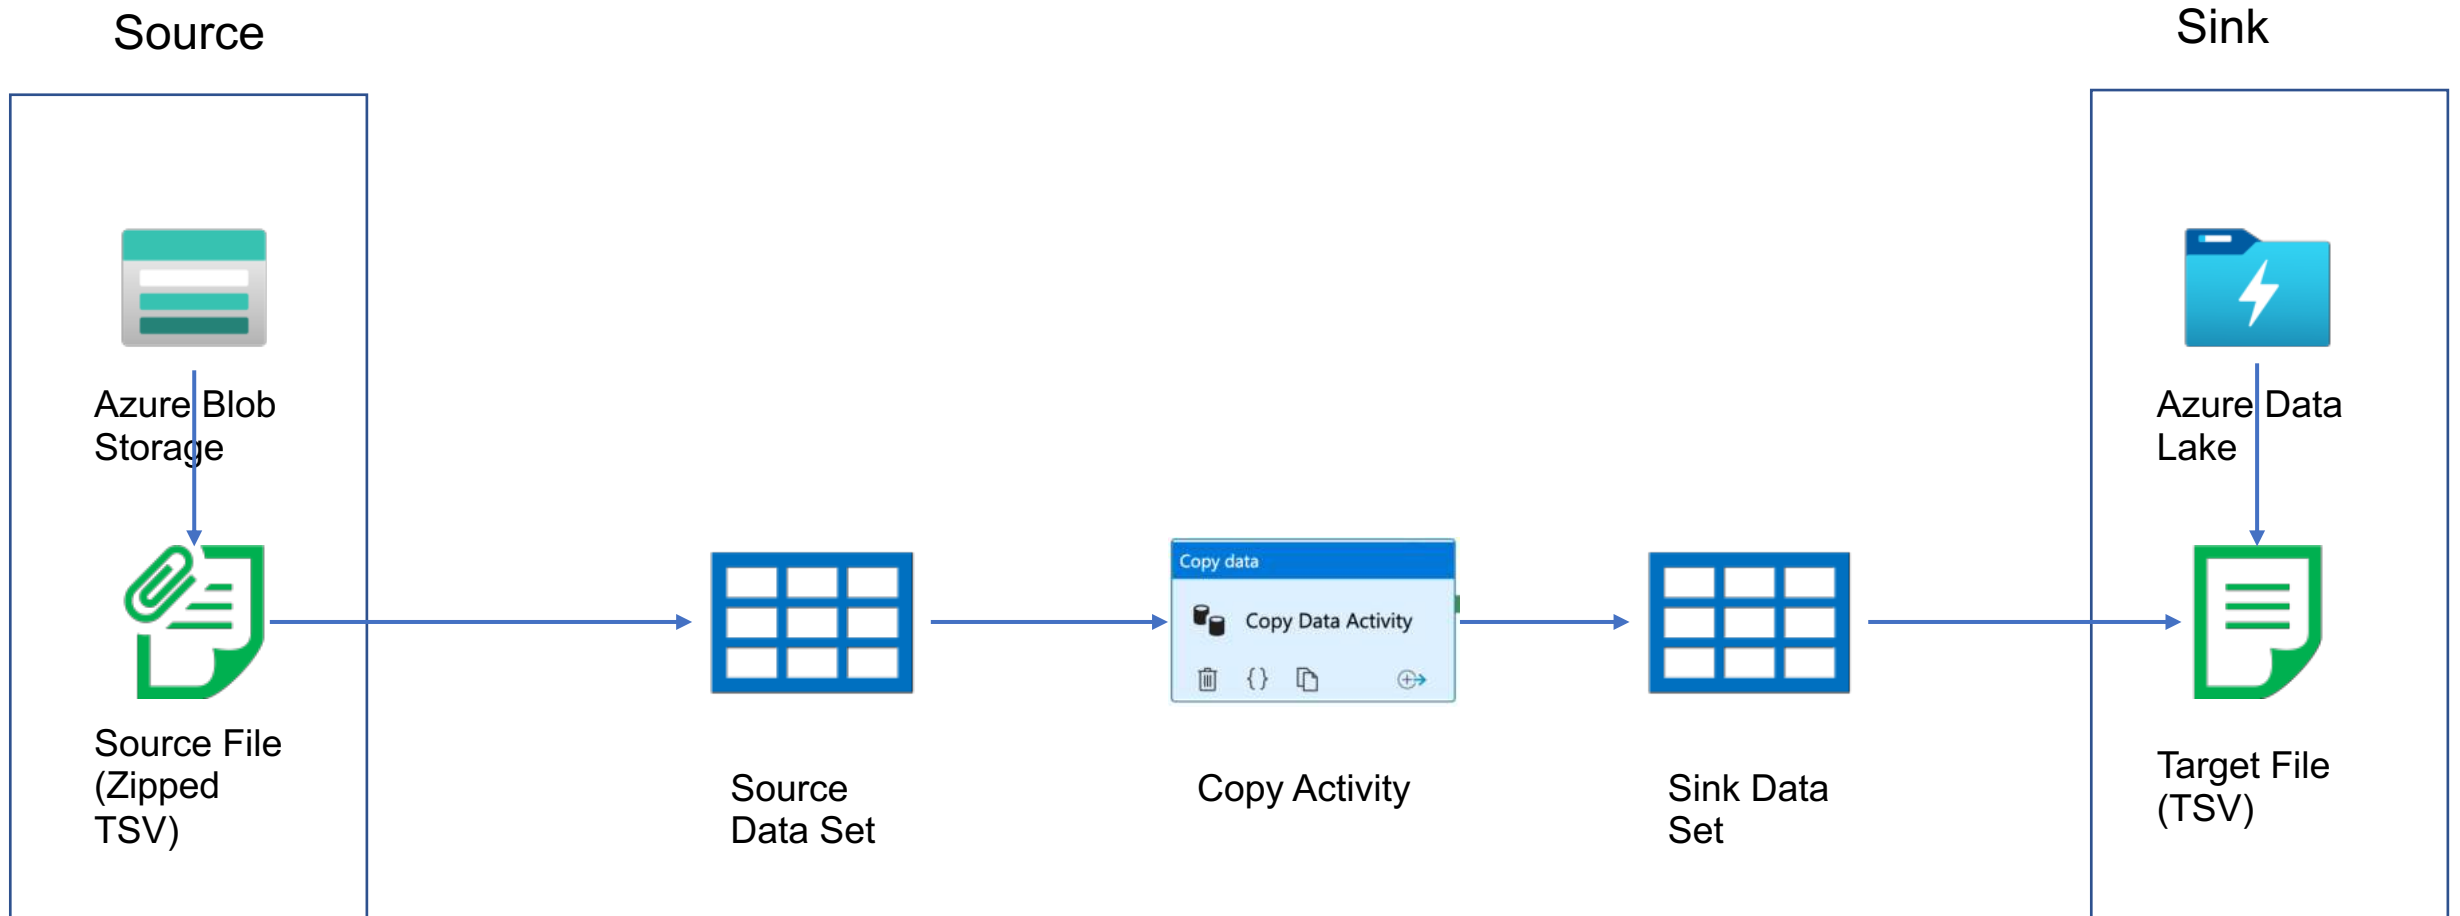 Source
Sink
Azure Blob
Storage
Azure Data
Lake
Copy data
Copy Data Activity
Source File
(Zipped
TSV)
Source
Data Set
Copy Activity
Sink Data
Set
Target File
(TSV)